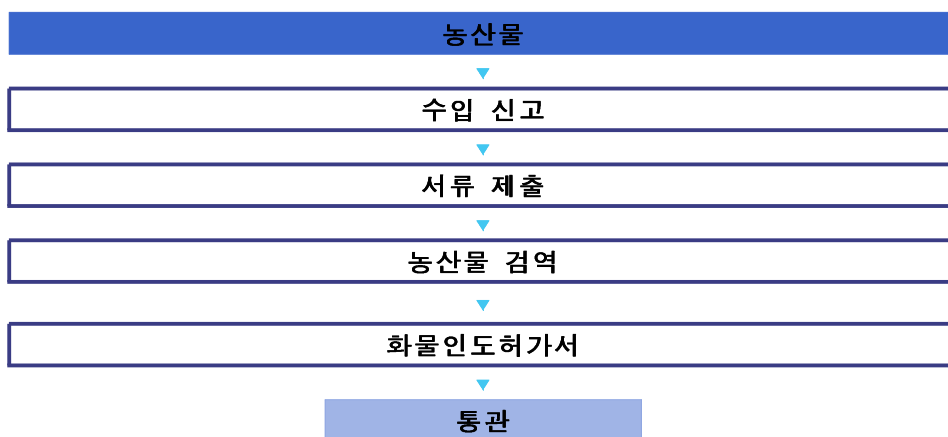 농산물
수입 신고
서류 제출
농산물 검역
화물인도허가서
통관